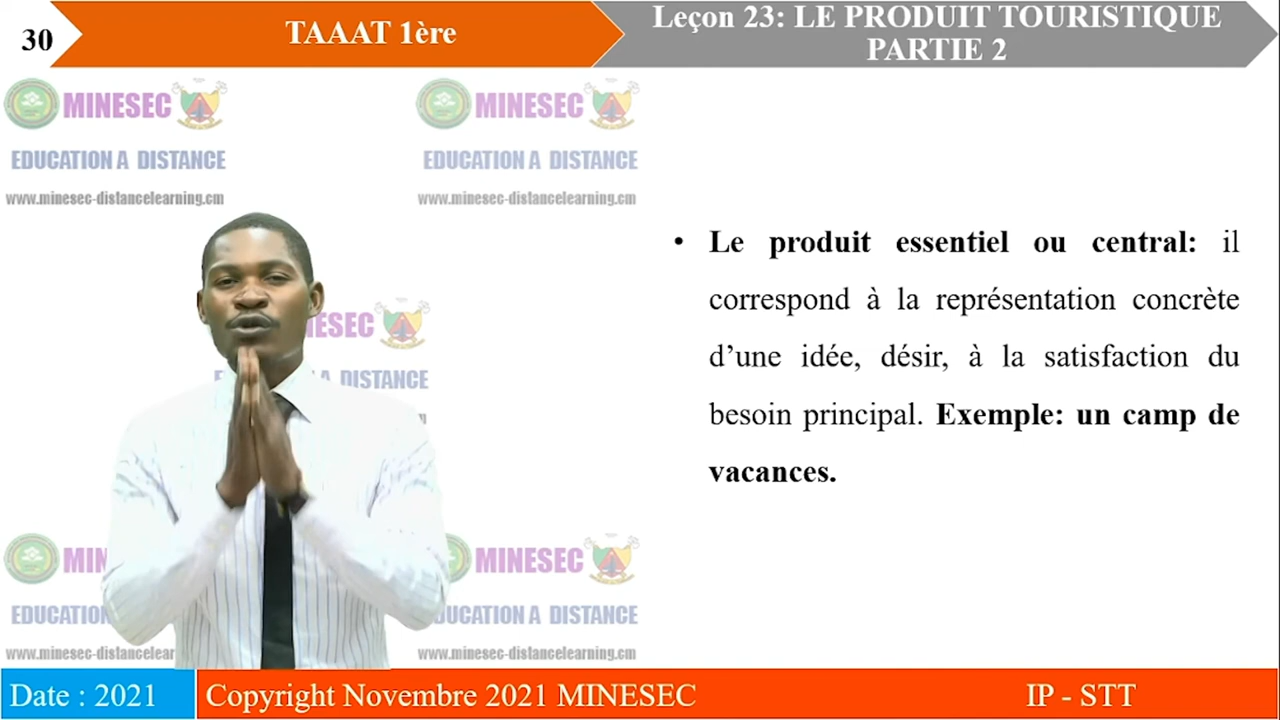 30
TAAAT 1ère
Leçon 23: LE PRODUIT TOURISTIQUE
PARTIE 2
MINESEC
EDUCATION A DISTANCE
www.minesec-distancelearning.cm
MINESEC
EDUCATION A DISTANCE
www.minesec-distancelearning.cm
• Le produit essentiel ou central: il
correspond à la représentation concrète
d’une idée, désir, à la satisfaction du
besoin principal. Exemple: un camp de
vacances.
DISTANCE
MINESEC
EDUCATION A DISTANCE
www.minesec-distancelearning.cm
Date : 2021
Copyright Novembre 2021 MINESEC
IP - STT